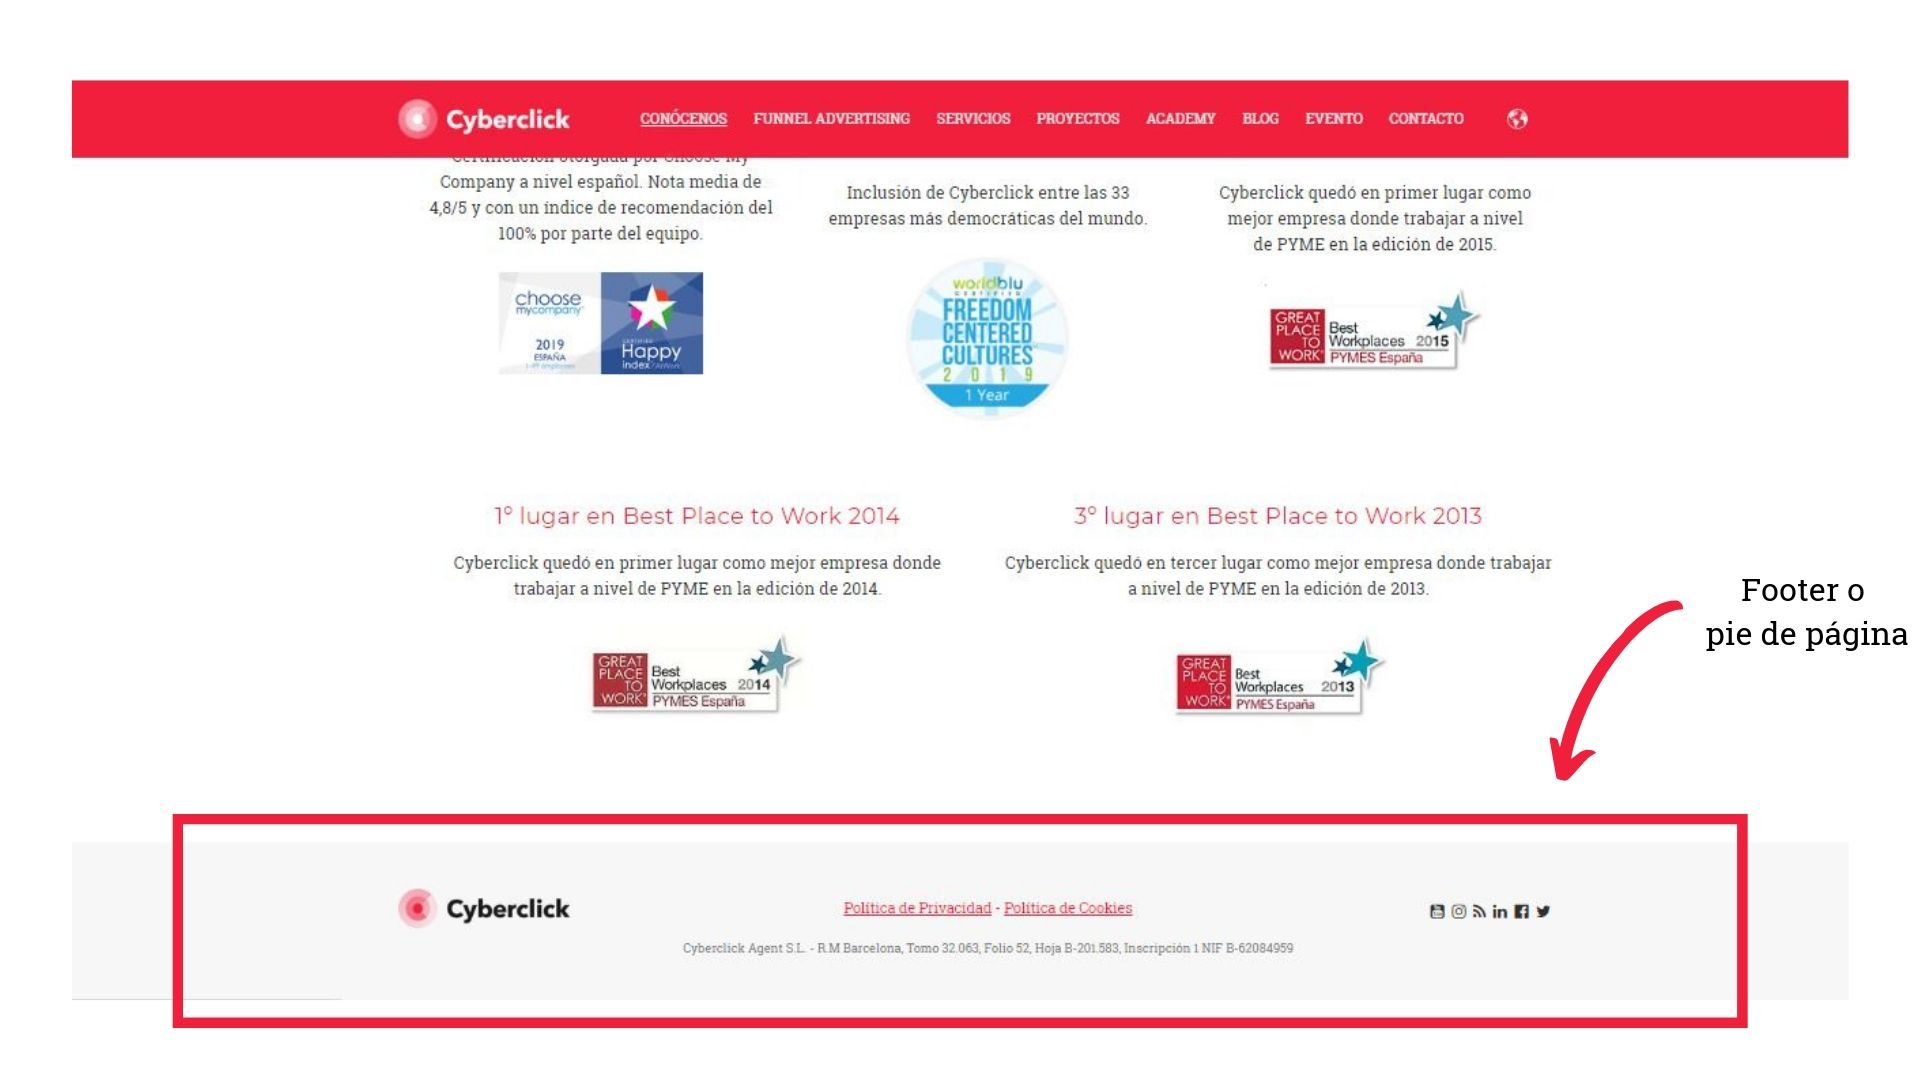 Cyberclick
CONÓCENOS FUNNEL ADVERTISING SERVICIOS PROYECTOS ACADEMY BLOG EVENTO CONTACTO
Certificación otorgada por Choose My
Company a nivel español. Nota media de
4,8/5 y con un índice de recomendación del
100% por parte del equipo.
choose
mycompany
2019
ESPAÑA
Happy
index
Inclusión de Cyberclick entre las 33
empresas más democráticas del mundo.
worldblu
CERTIFIED
FREEDOM
CENTERED
CULTURES
2019
1 Year
Cyberclick quedó en primer lugar como
mejor empresa donde trabajar a nivel
de PYME en la edición de 2015.
GREAT
PLACE
TO
WORK
Best
Workplaces 2015
PYMES España
1º lugar en Best Place to Work 2014
Cyberclick quedó en primer lugar como mejor empresa donde
trabajar a nivel de PYME en la edición de 2014.
GREAT
PLACE
TO
WORK
Best
Workplaces 2014
PYMES España
3º lugar en Best Place to Work 2013
Cyberclick quedó en tercer lugar como mejor empresa donde trabajar
a nivel de PYME en la edición de 2013.
GREAT
PLACE
TO
WORK
Best
Workplaces 2013
PYMES España
Footer o
pie de página
Cyberclick
Política de Privacidad - Política de Cookies
Cyberclick Agent S.L. - R.M Barcelona, Tomo 32.063, Folio 52, Hoja B-201.583, Inscripción 1 NIF B-62084959